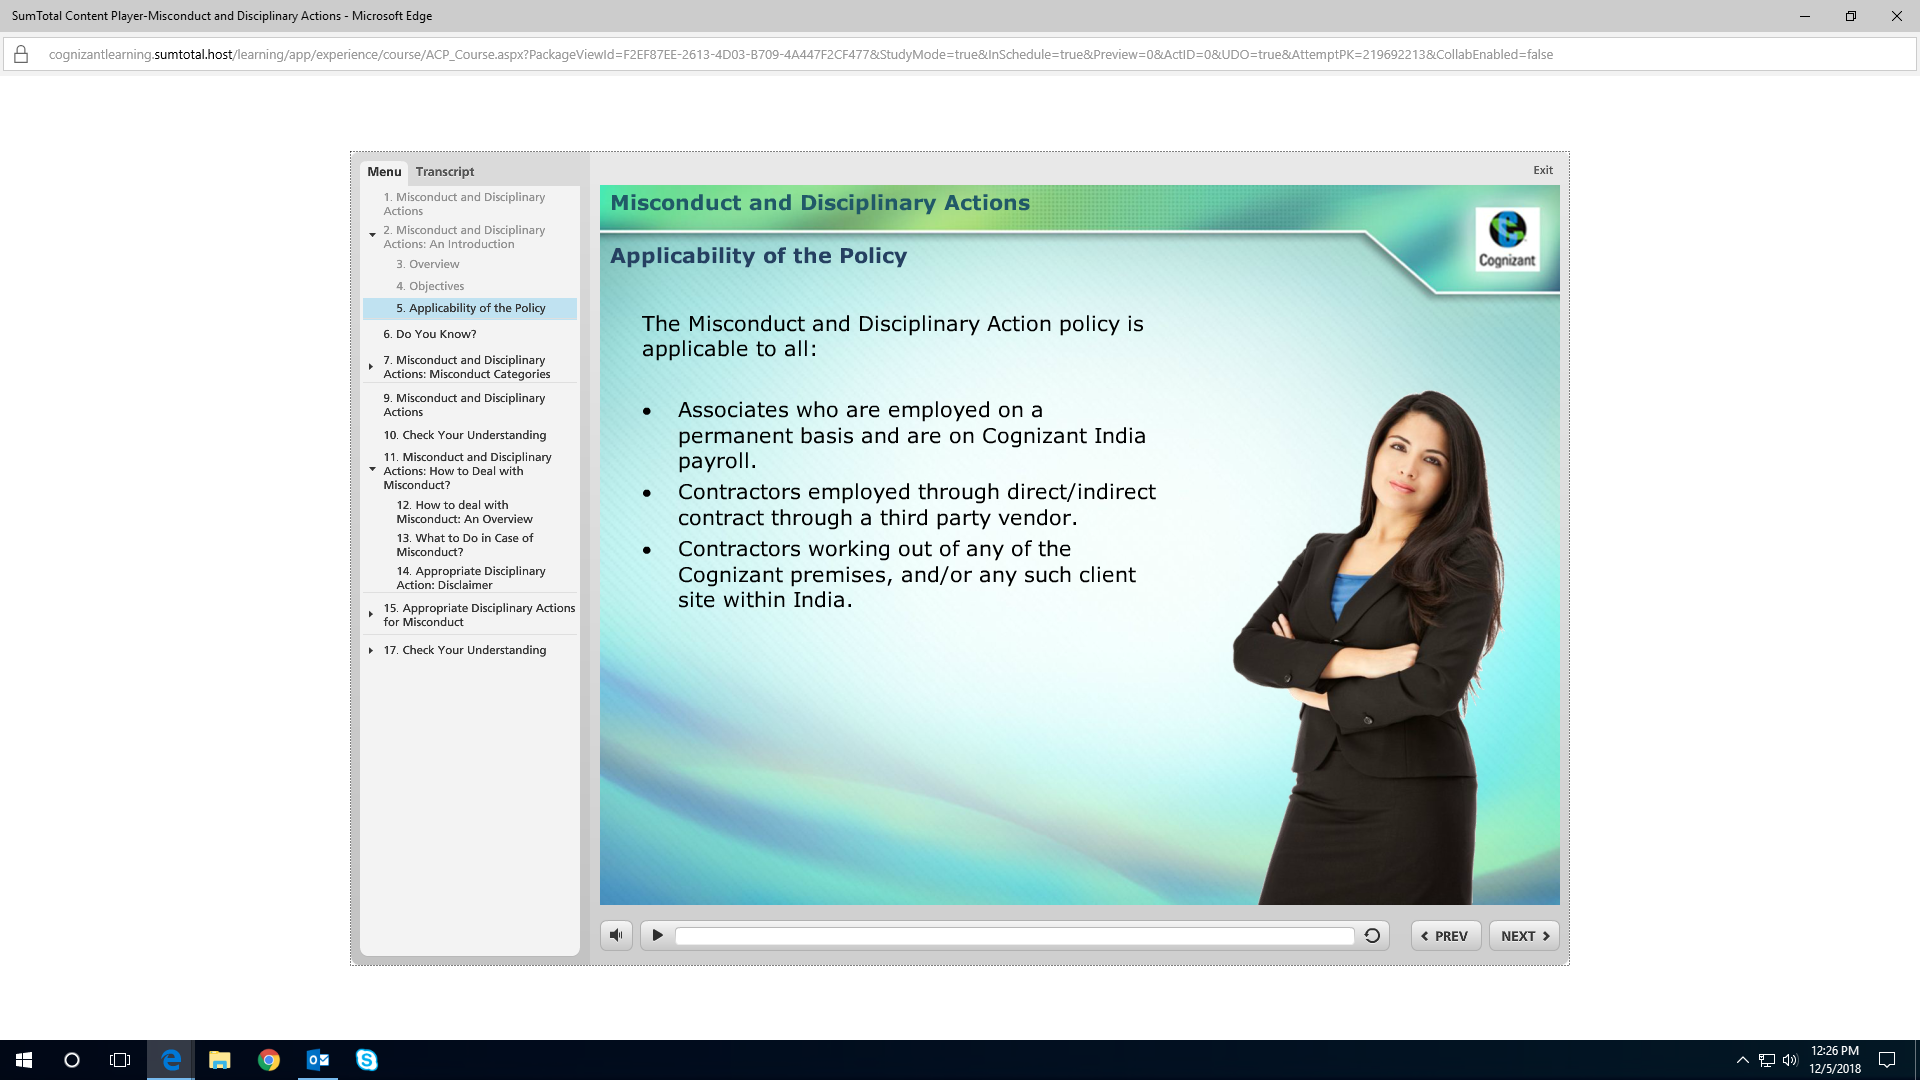 SumTotal Content Player-Misconduct and Disciplinary Actions - Microsoft Edge
cognizantlearning.sumtotal.host/learning/app/experience/course/ACP_Course.aspx?PackageViewId=F2EF87EE-2613-4D03-B709-4A447F2CF477&StudyMode=true&InSchedule=true&Preview=0&ActID=0&UDO=true&AttemptPK=219692213&CollabEnabled=false
Menu
Transcript
1. Misconduct and Disciplinary
Actions
2. Misconduct and Disciplinary
Actions: An Introduction
3. Overview
4. Objectives
5. Applicability of the Policy
6. Do You Know?
7. Misconduct and Disciplinary
Actions: Misconduct Categories
9. Misconduct and Disciplinary
Actions
10. Check Your Understanding
11. Misconduct and Disciplinary
Actions: How to Deal with
Misconduct?
12. How to deal with
Misconduct: An Overview
13. What to Do in Case of
Misconduct?
14. Appropriate Disciplinary
Action: Disclaimer
15. Appropriate Disciplinary Actions
for Misconduct
17. Check Your Understanding
Exit
Misconduct and Disciplinary Actions
Cognizant
Applicability of the Policy
The Misconduct and Disciplinary Action policy is
applicable to all:
• Associates who are employed on a
permanent basis and are on Cognizant India
payroll.
• Contractors employed through direct/indirect
contract through a third party vendor.
• Contractors working out of any of the
Cognizant premises, and/or any such client
site within India.
PREV
NEXT
12:26 PM
12/5/2018